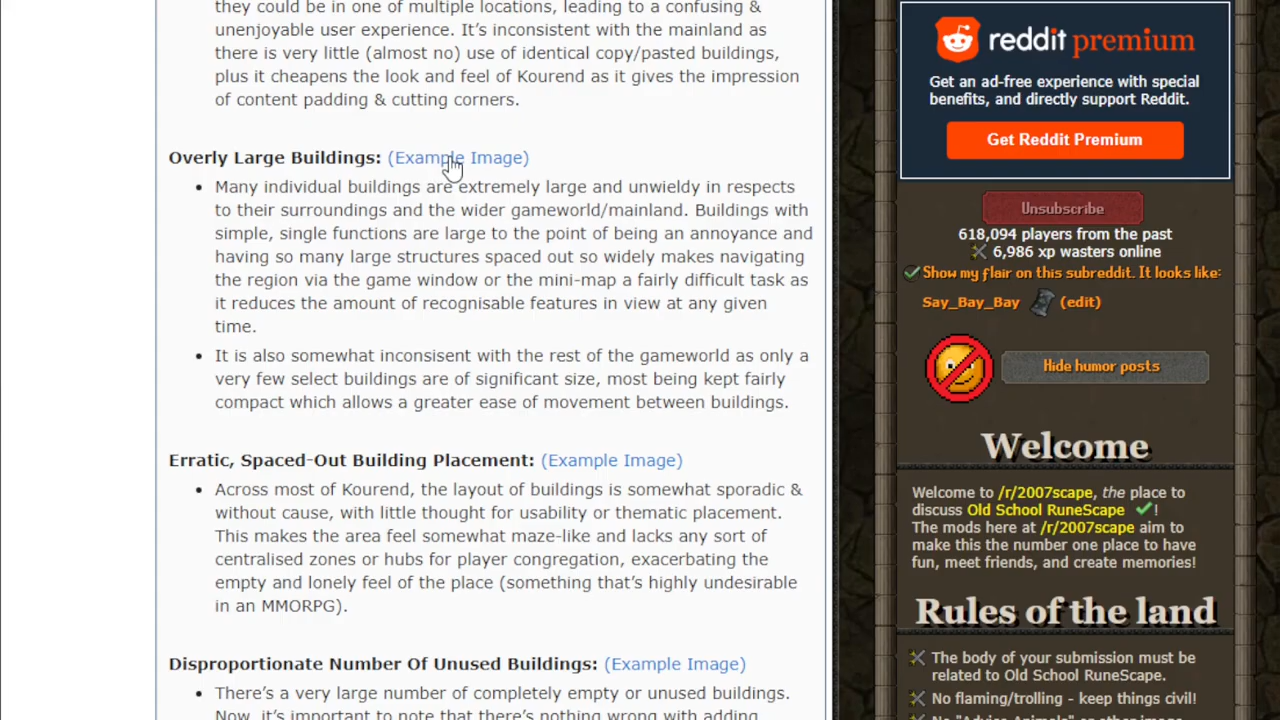 they could be in one of multiple locations, leading to a confusing &
unenjoyable user experience. It's inconsistent with the mainland as
there is very little (almost no) use of identical copy/pasted buildings,
plus it cheapens the look and feel of Kourend as it gives the impression
of content padding & cutting corners.
Overly Large Buildings: (Example Image)
• Many individual buildings are extremely large and unwieldy in respects
to their surroundings and the wider gameworld/mainland. Buildings with
simple, single functions are large to the point of being an annoyance and
having so many large structures spaced out so widely makes navigating
the region via the game window or the mini-map a fairly difficult task as
it reduces the amount of recognisable features in view at any given
time.
• It is also somewhat inconsisent with the rest of the gameworld as only a
very few select buildings are of significant size, most being kept fairly
compact which allows a greater ease of movement between buildings.
Erratic, Spaced-Out Building Placement: (Example Image)
• Across most of Kourend, the layout of buildings is somewhat sporadic &
without cause, with little thought for usability or thematic placement.
This makes the area feel somewhat maze-like and lacks any sort of
centralised zones or hubs for player congregation, exacerbating the
empty and lonely feel of the place (something that's highly undesirable
in an MMORPG).
Disproportionate Number Of Unused Buildings: (Example Image)
• There's a very large number of completely empty or unused buildings.
Now, it's important to note that there's nothing wrong with adding
reddit premium
Get an ad-free experience with special
benefits, and directly support Reddit.
Get Reddit Premium
Unsubscribe
618,094 players from the past
6,986 xp wasters online
Show my flair on this subreddit. It looks like:
Say_Bay_Bay (edit)
Hide humor posts
Welcome
Welcome to /r/2007scape, the place to
discuss Old School RuneScape !
The mods here at /r/2007scape aim to
make this the number one place to have
fun, meet friends, and create memories!
Rules of the land
The body of your submission must be
related to Old School RuneScape.
No flaming/trolling - keep things civil!
No "Advice Animals" or other image